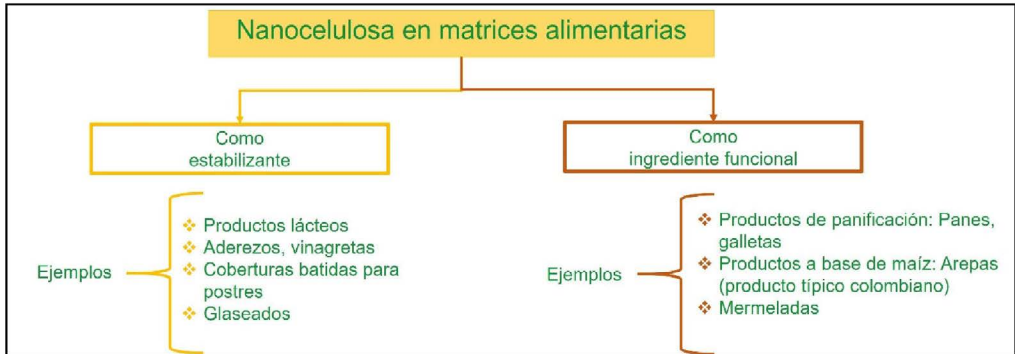 Nanocelulosa en matrices alimentarias
Como
estabilizante
Ejemplos
❖ Productos lácteos
❖ Aderezos, vinagretas
❖ Coberturas batidas para
postres
❖ Glaseados
Como
ingrediente funcional
Ejemplos
❖ Productos de panificación: Panes,
galletas
❖ Productos a base de maíz: Arepas
(producto típico colombiano)
❖ Mermeladas